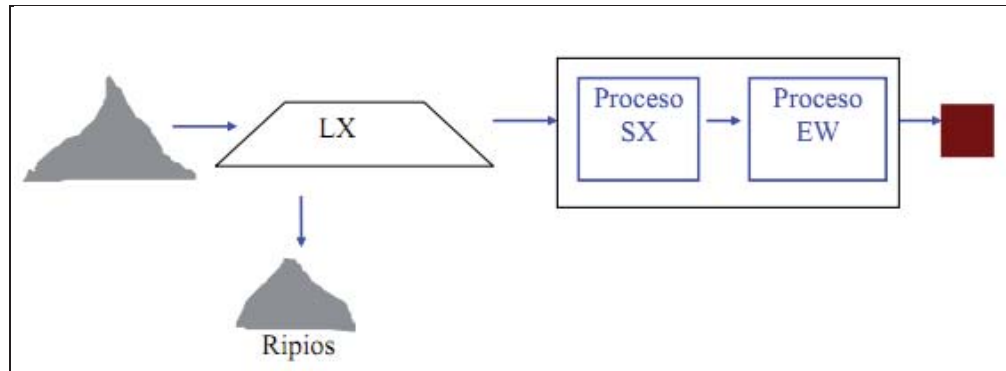 LX
Proceso
SX
Proceso
EW
Ripios